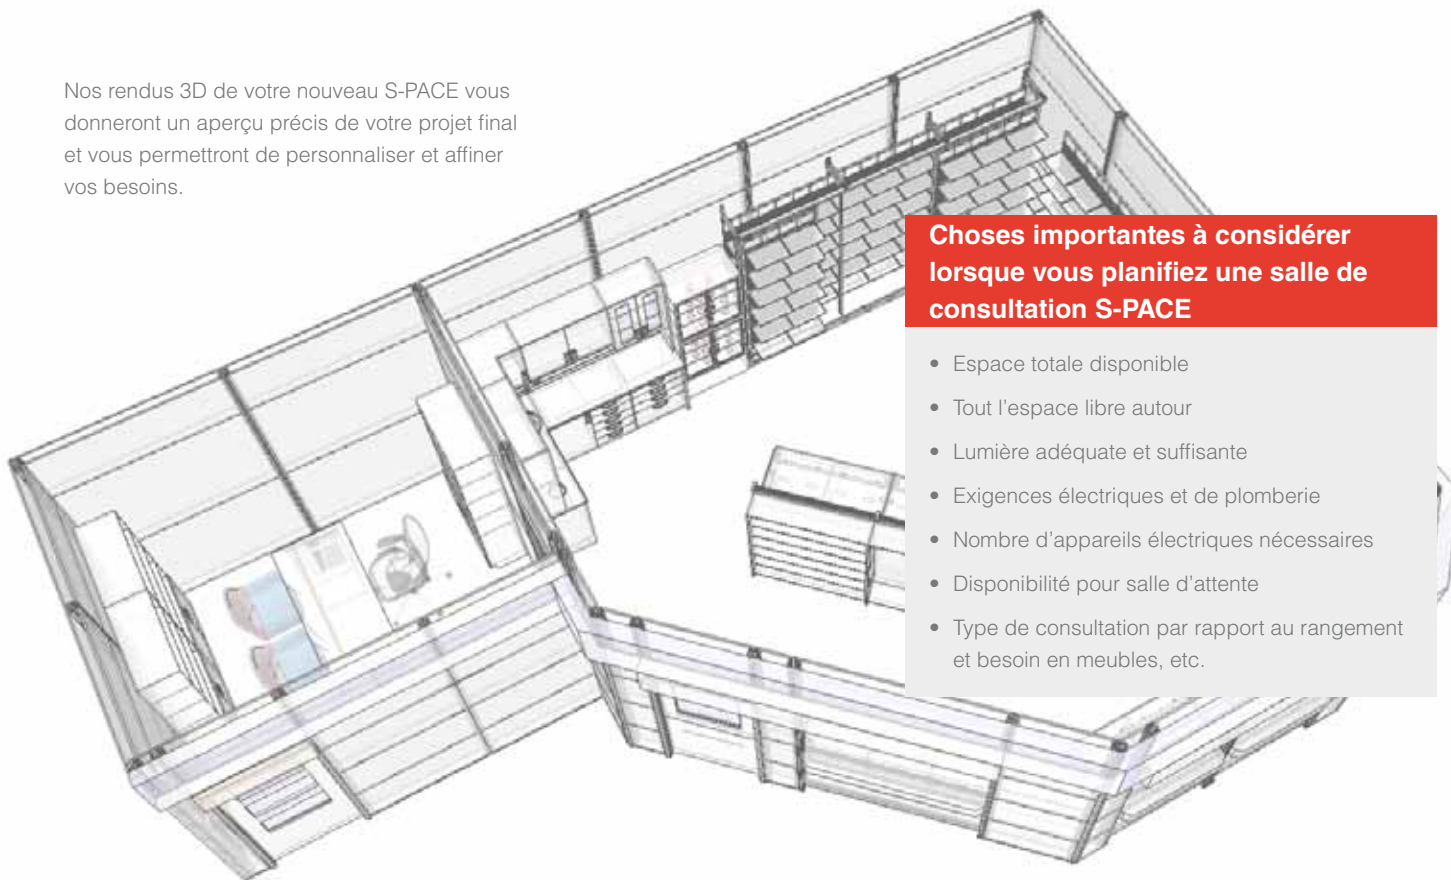 Nos rendus 3D de votre nouveau S-PACE vous
donneront un aperçu précis de votre projet final
et vous permettront de personnaliser et affiner
vos besoins.
Choses importantes à considérer
lorsque vous planifiez une salle de
consultation S-PACE
• Espace totale disponible
• Tout l'espace libre autour
• Lumière adéquate et suffisante
• Exigences électriques et de plomberie
• Nombre d'appareils électriques nécessaires
• Disponibilité pour salle d'attente
• Type de consultation par rapport au rangement
et besoin en meubles, etc.